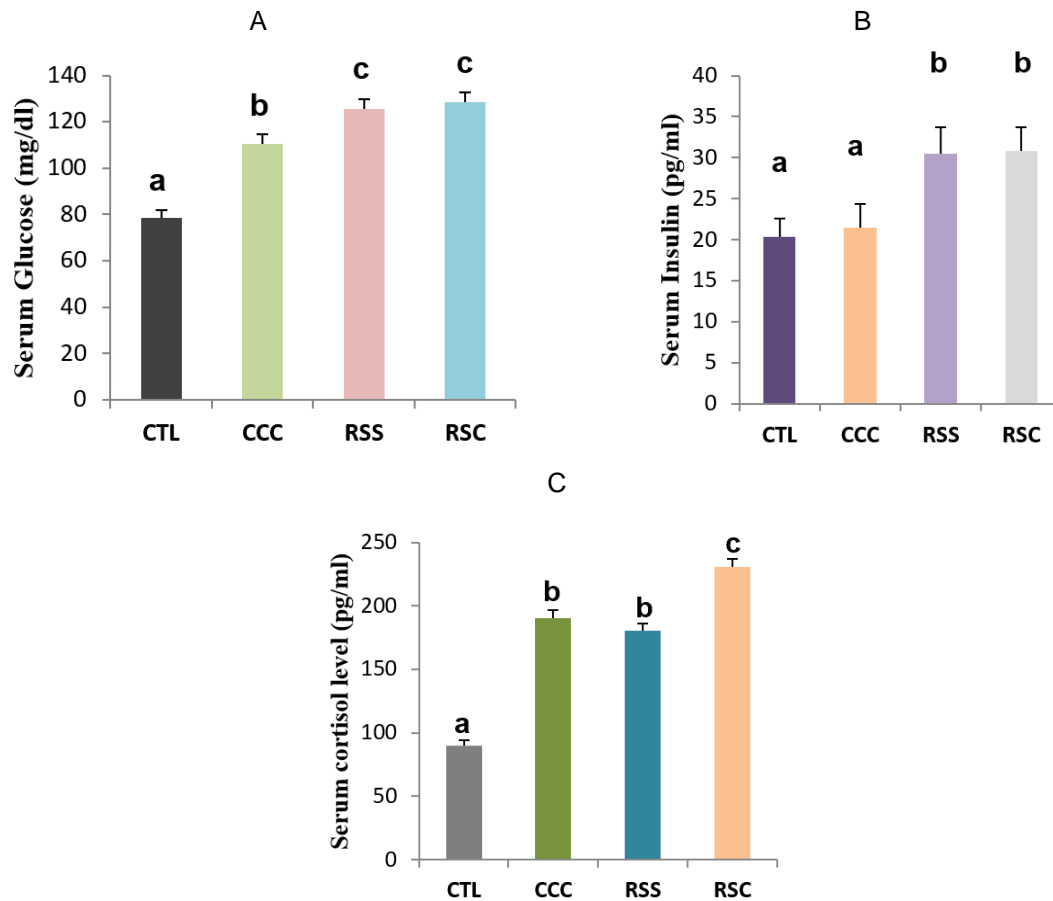 A
Serum Glucose (mg/dl)
140
120
100
80
60
40
20
0
a
b
c
c
CTL CCC RSS RSC
B
Serum Insulin (pg/ml)
40
35
30
25
20
15
10
5
0
a
a
b
b
CTL CCC RSS RSC
C
Serum cortisol level (pg/ml)
250
200
150
100
50
0
a
b
b
c
CTL CCC RSS RSC